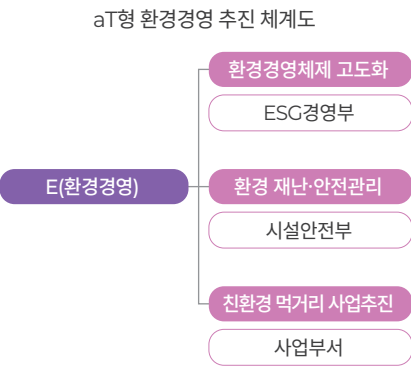 aT형 환경경영 추진 체계도
환경경영체제 고도화
ESG경영부
E(환경경영)
환경 재난·안전관리
시설안전부
친환경 먹거리 사업추진
사업부서